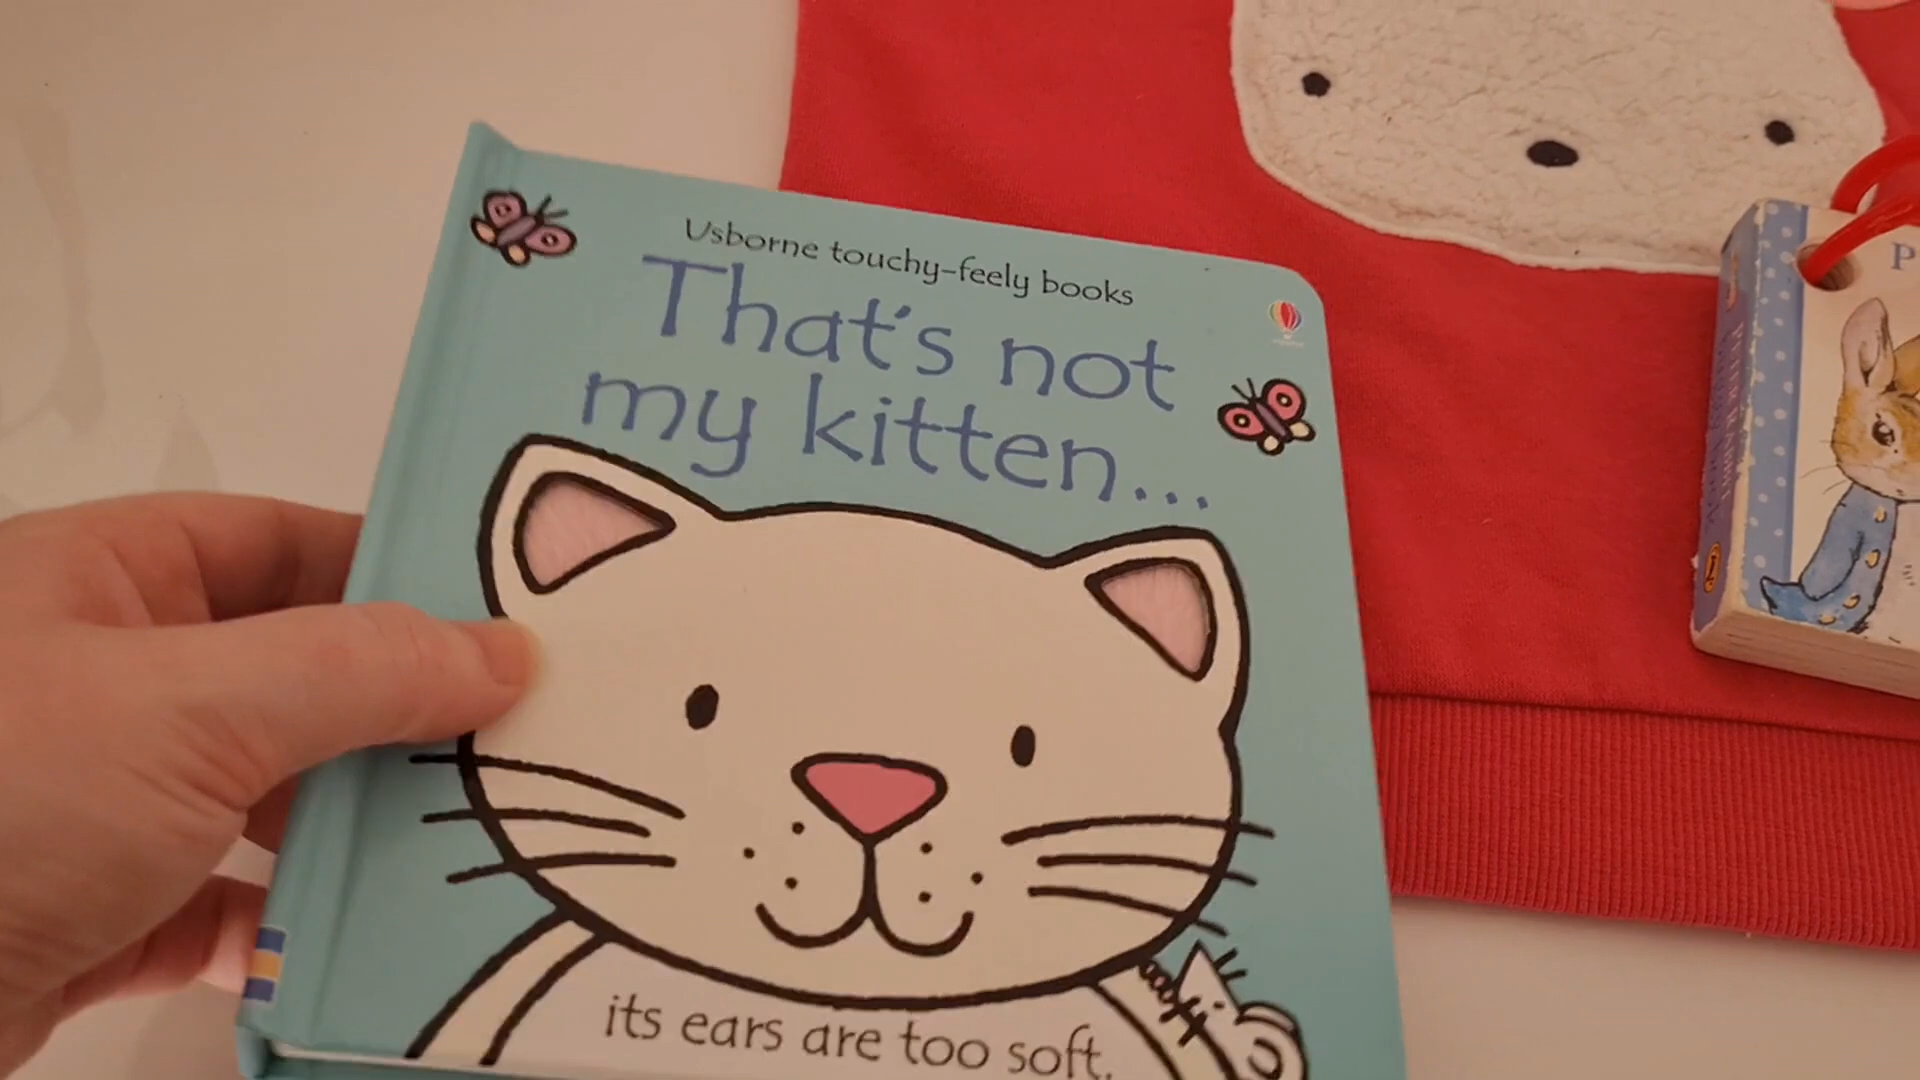 Usborne touchy-feely books
That's not
my kitten...
its ears are too soft.
P